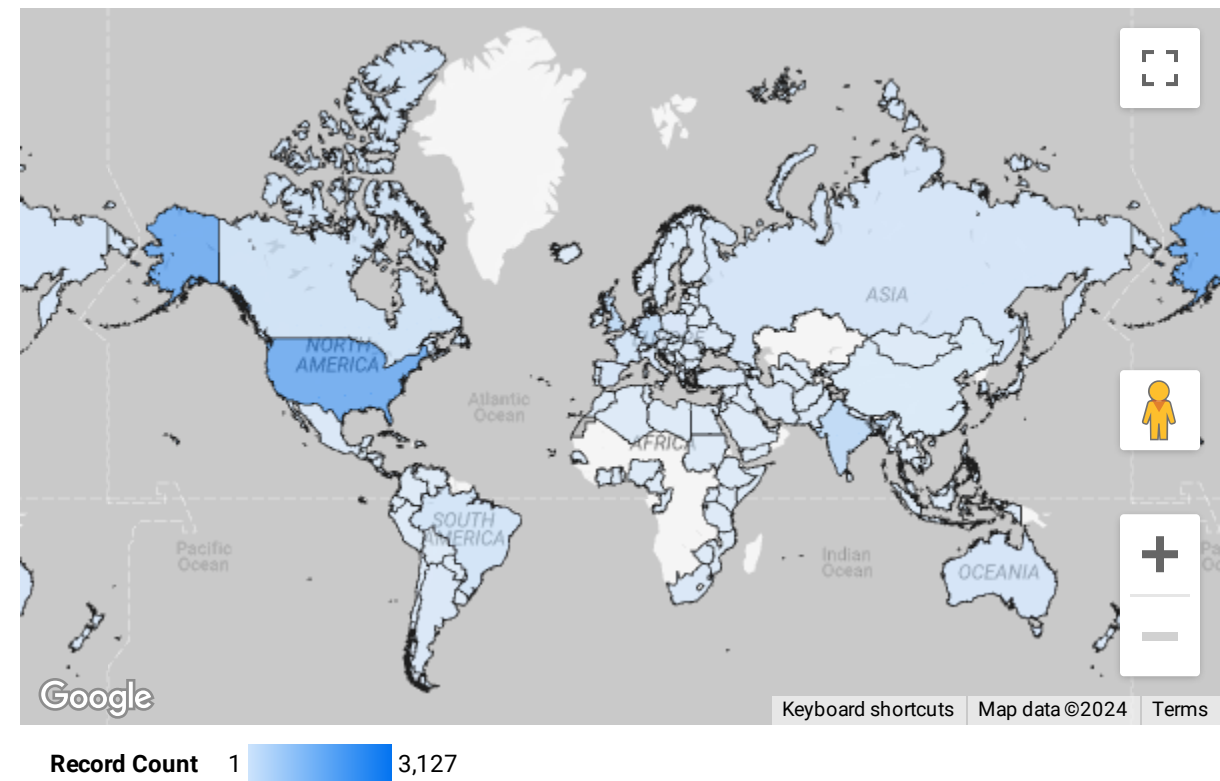 ASIA
NORTH
AMERICA
Atlantic
Ocean
AFRICA
SOUTH
AMERICA
Pacific
Ocean
Indian
Ocean
OCEANIA
Google
Keyboard shortcuts
Map data ©2024
Terms
Record Count 1 3,127